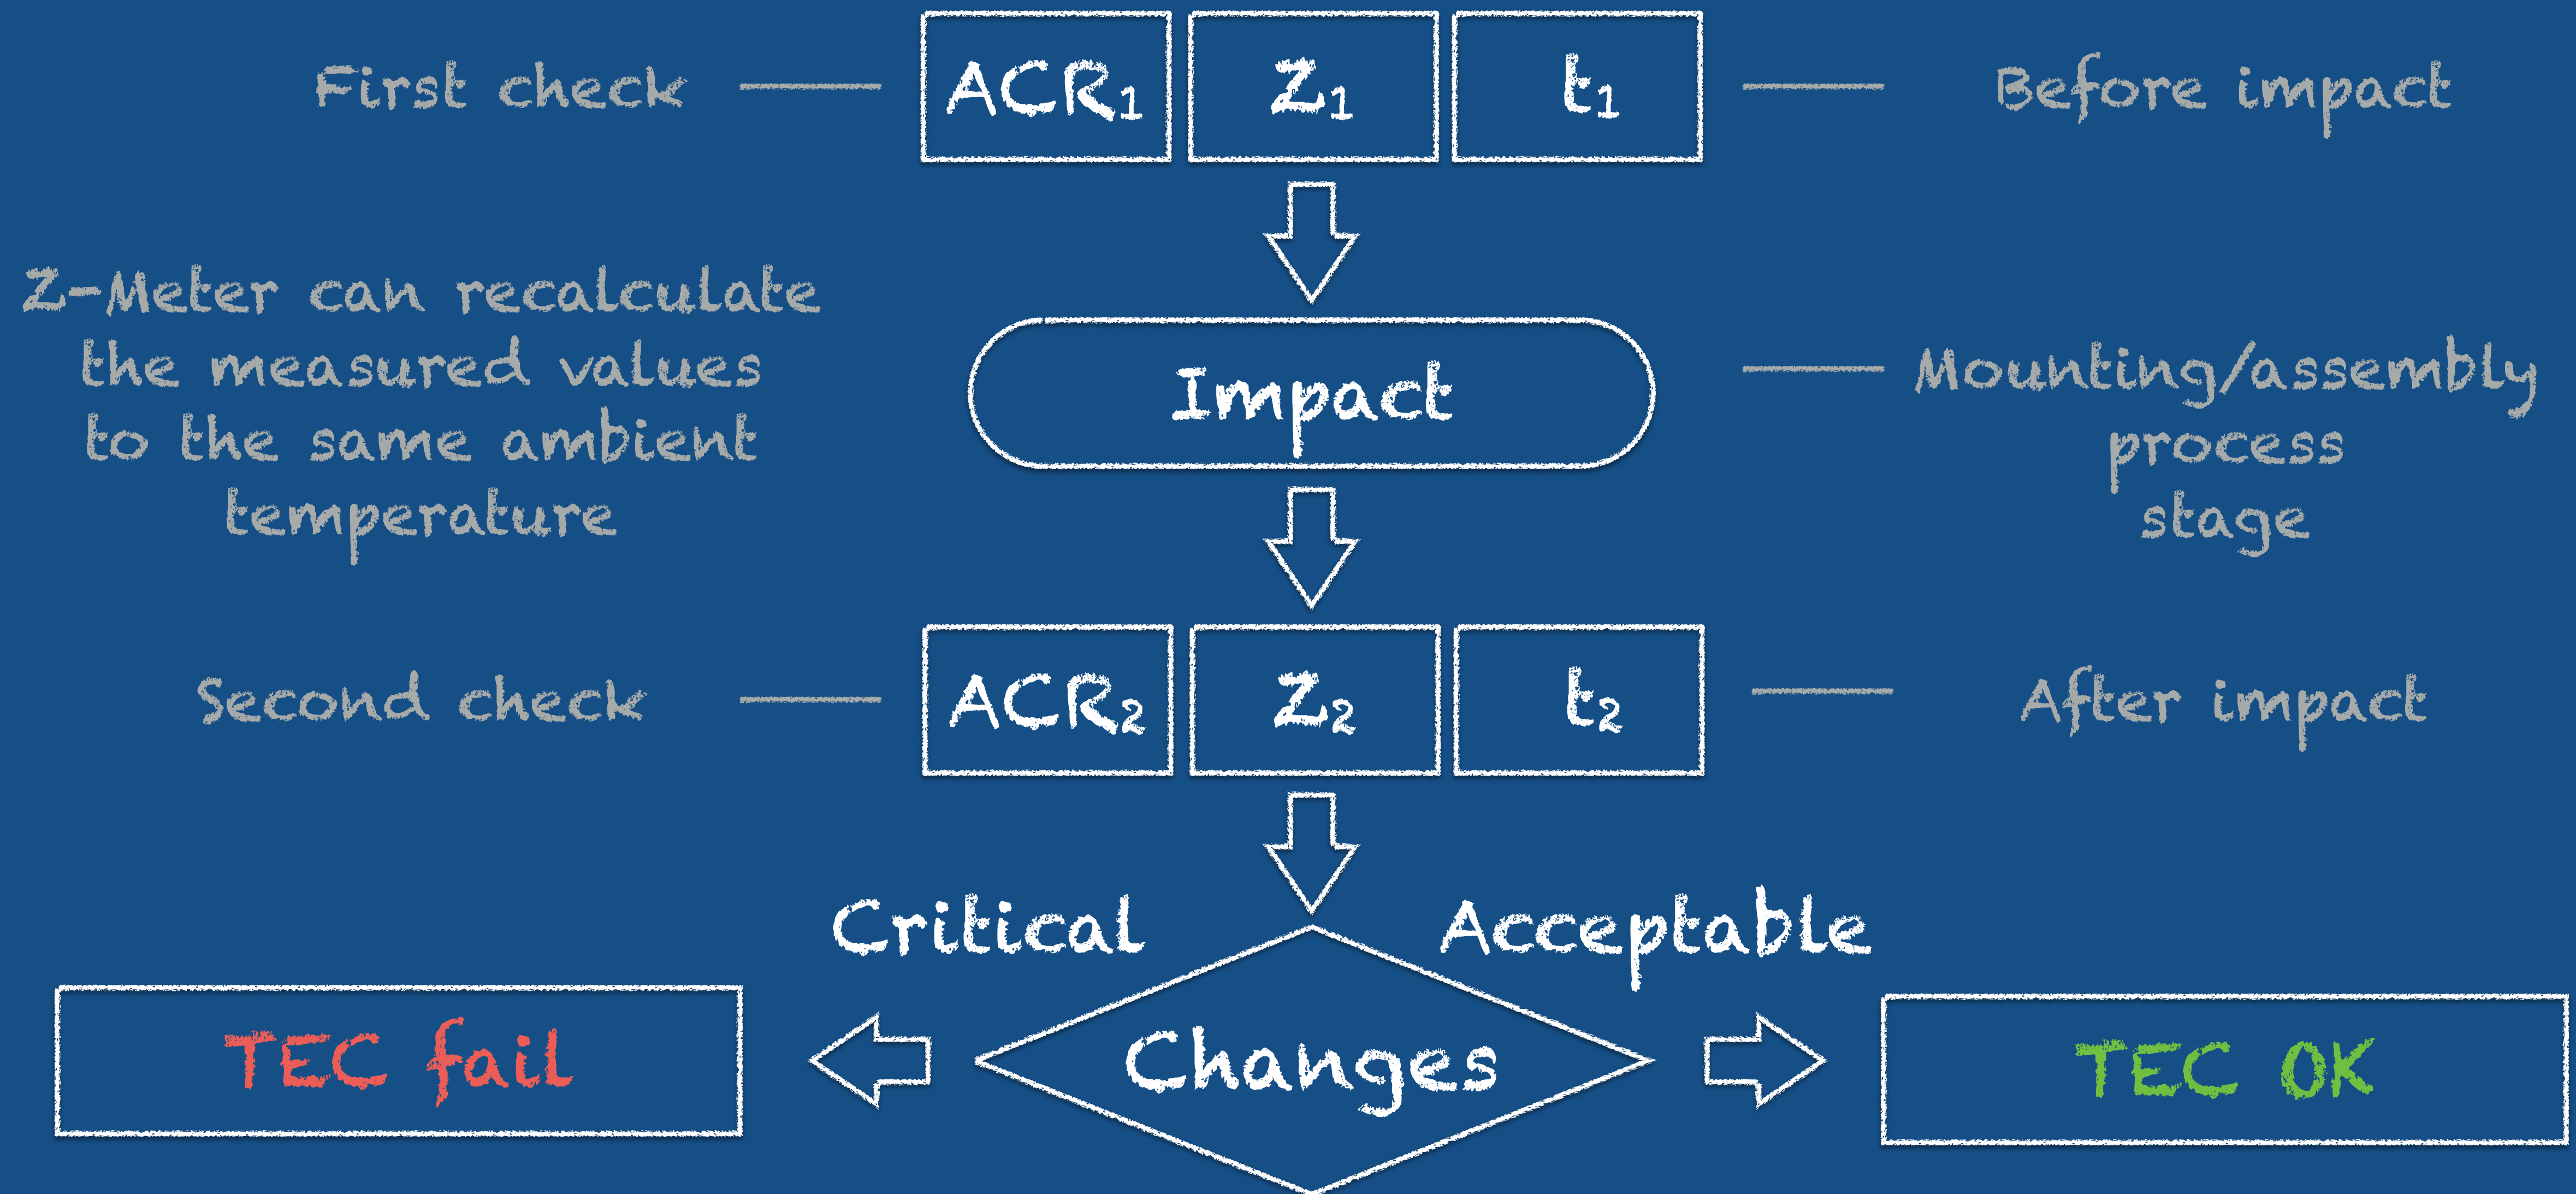 First check
ACR₁
Z₁
t₁
Before impact
Z-Meter can recalculate
the measured values
to the same ambient
temperature
Impact
Mounting/assembly
process
stage
Second check
ACR₂
Z₂
t₂
After impact
Critical
Acceptable
TEC fail
Changes
TEC OK